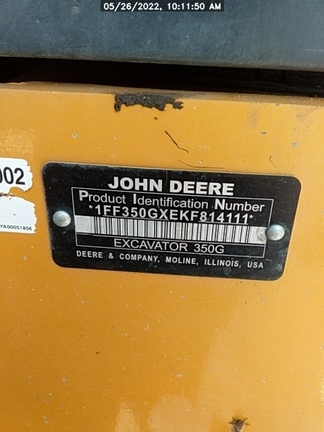 05/26/2022, 10:11:50 AM
002
YA00051856
JOHN DEERE
Product Identification Number
*1FF350GXEKF814111*
EXCAVATOR 350G
DEERE & COMPANY, MOLINE, ILLINOIS, USA